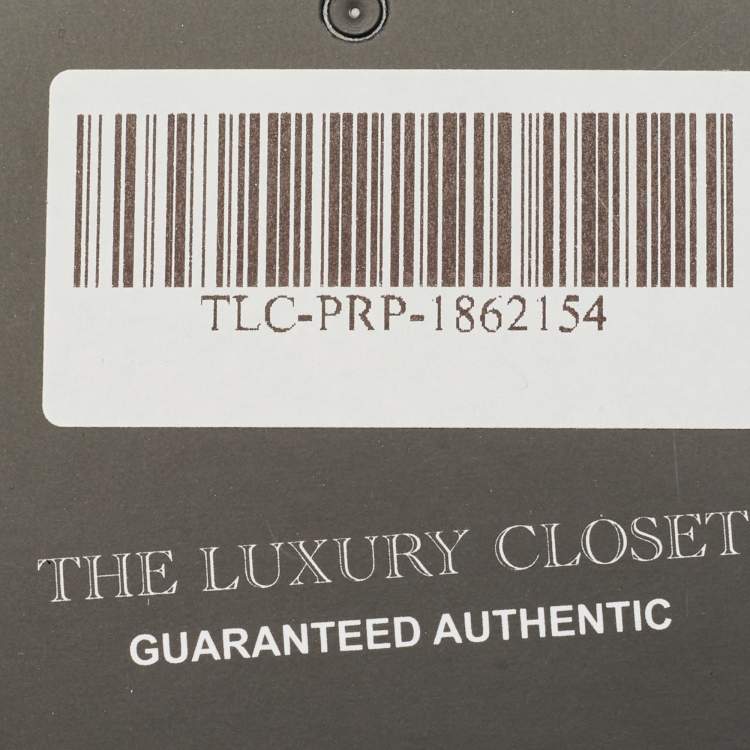 TLC-PRP-1862154
THE LUXURY CLOSET
GUARANTEED AUTHENTIC